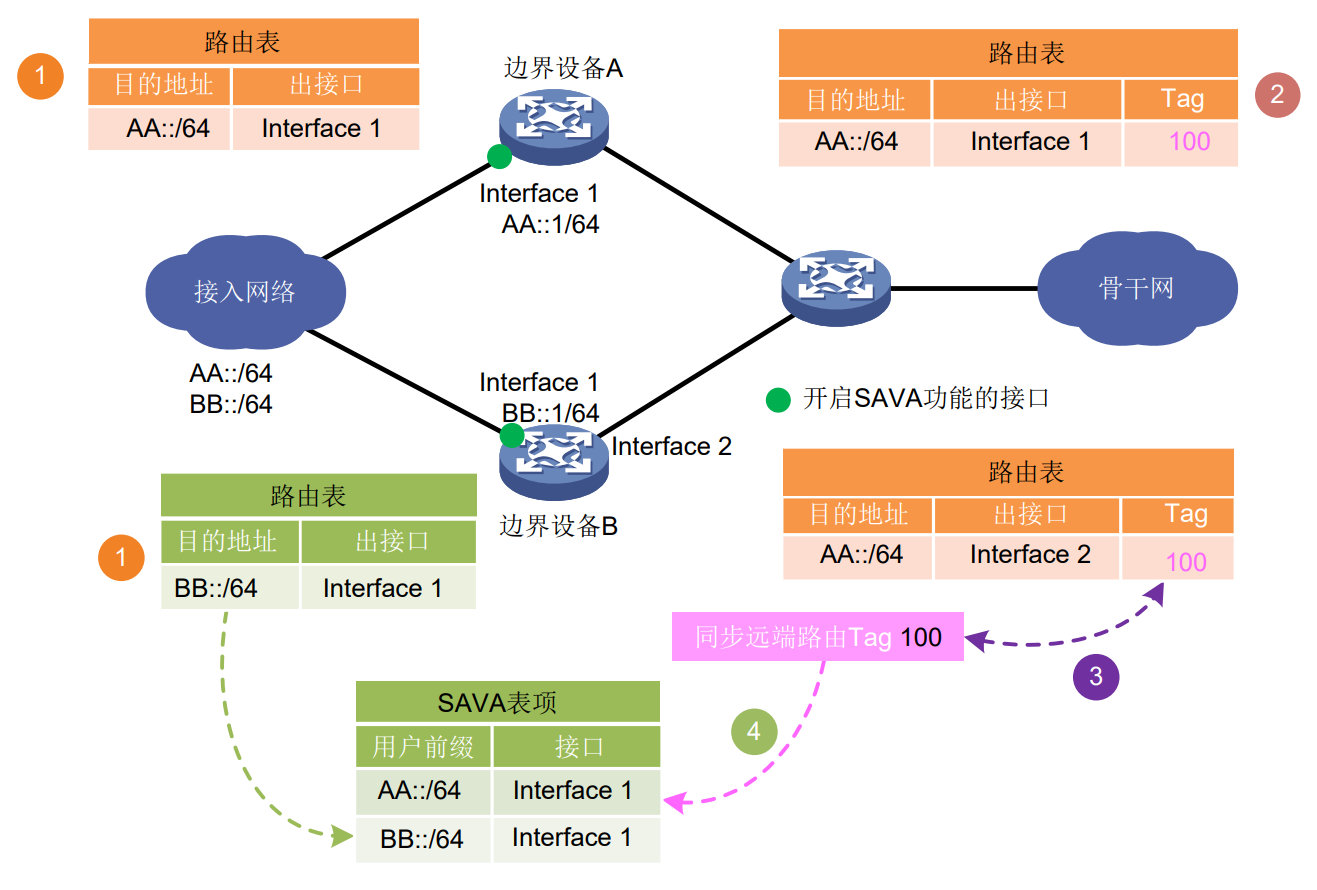 路由表
1
目的地址 出接口
AA::/64 Interface 1
边界设备A
路由表
2
目的地址 出接口 Tag
AA::/64 Interface 1 100
Interface 1
AA::1/64
接入网络
骨干网
AA::/64
BB::/64
Interface 1
BB::1/64
开启SAVA功能的接口
Interface 2
边界设备B
路由表
目的地址 出接口 Tag
AA::/64 Interface 2 100
路由表
1
目的地址 出接口
BB::/64 Interface 1
同步远端路由Tag 100
3
4
SAVA表项
用户前缀 接口
AA::/64 Interface 1
BB::/64 Interface 1